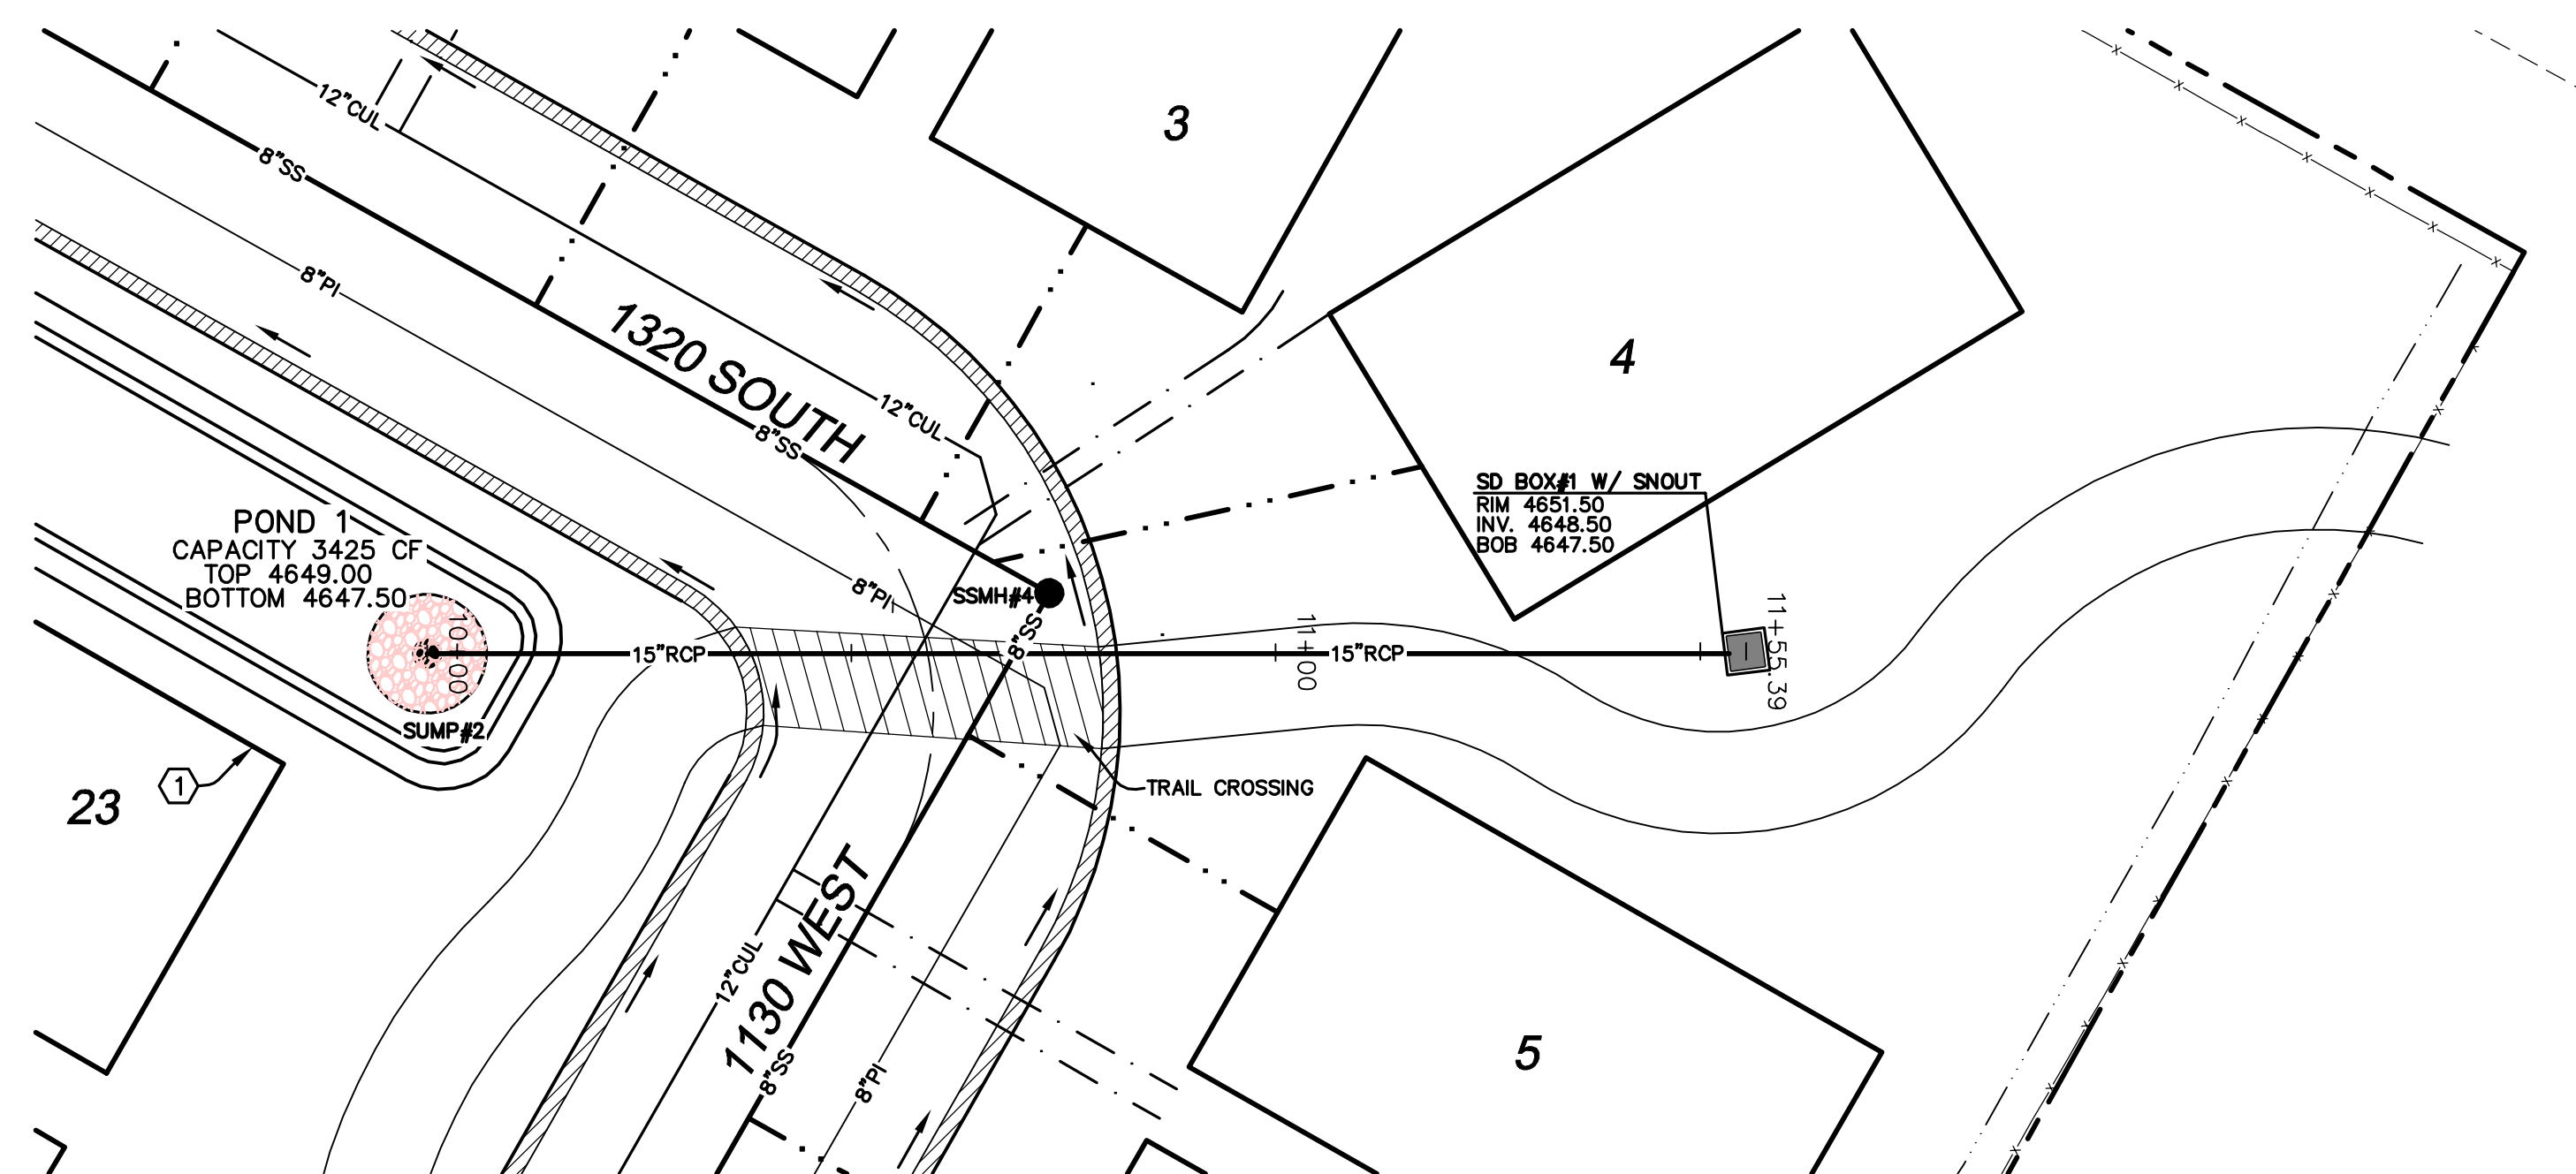 3
12"CUL
8"SS
8"PI
1320 SOUTH
4
12"CUL
8"SS
SD BOX#1 W/ SNOUT
RIM 4651.50
INV. 4648.50
BOB 4647.50
POND 1
CAPACITY 3425 CF
TOP 4649.00
BOTTOM 4647.50
8"PI
SSMH#4
8"SS
10+00
15"RCP
11+00
15"RCP
11+55.39
SUMP#2
1
23
TRAIL CROSSING
1130 WEST
12"CUL
8"SS
8"PI
5